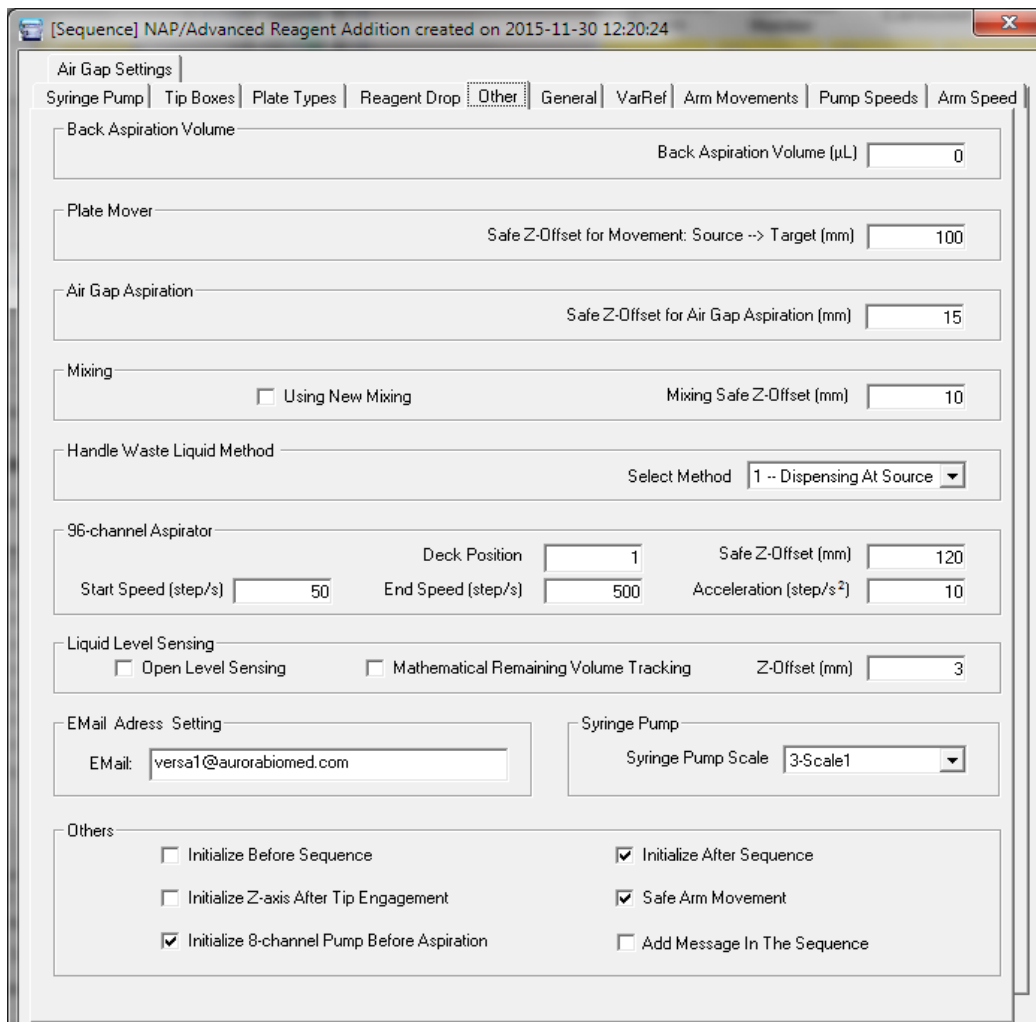 [Sequence] NAP/Advanced Reagent Addition created on 2015-11-30 12:20:24
Air Gap Settings
Syringe Pump Tip Boxes Plate Types Reagent Drop Other General VarRef Arm Movements Pump Speeds Arm Speed
Back Aspiration Volume
Back Aspiration Volume (µL) 0
Plate Mover
Safe Z-Offset for Movement: Source --> Target (mm) 100
Air Gap Aspiration
Safe Z-Offset for Air Gap Aspiration (mm) 15
Mixing
Using New Mixing Mixing Safe Z-Offset (mm) 10
Handle Waste Liquid Method
Select Method 1 -- Dispensing At Source
96-channel Aspirator
Deck Position 1 Safe Z-Offset (mm) 120
Start Speed (step/s) 50 End Speed (step/s) 500 Acceleration (step/s²) 10
Liquid Level Sensing
Open Level Sensing Mathematical Remaining Volume Tracking Z-Offset (mm) 3
EMail Adress Setting Syringe Pump
EMail: versa1@aurorabiomed.com Syringe Pump Scale 3-Scale1
Others
Initialize Before Sequence Initialize After Sequence
Initialize Z-axis After Tip Engagement Safe Arm Movement
Initialize 8-channel Pump Before Aspiration Add Message In The Sequence